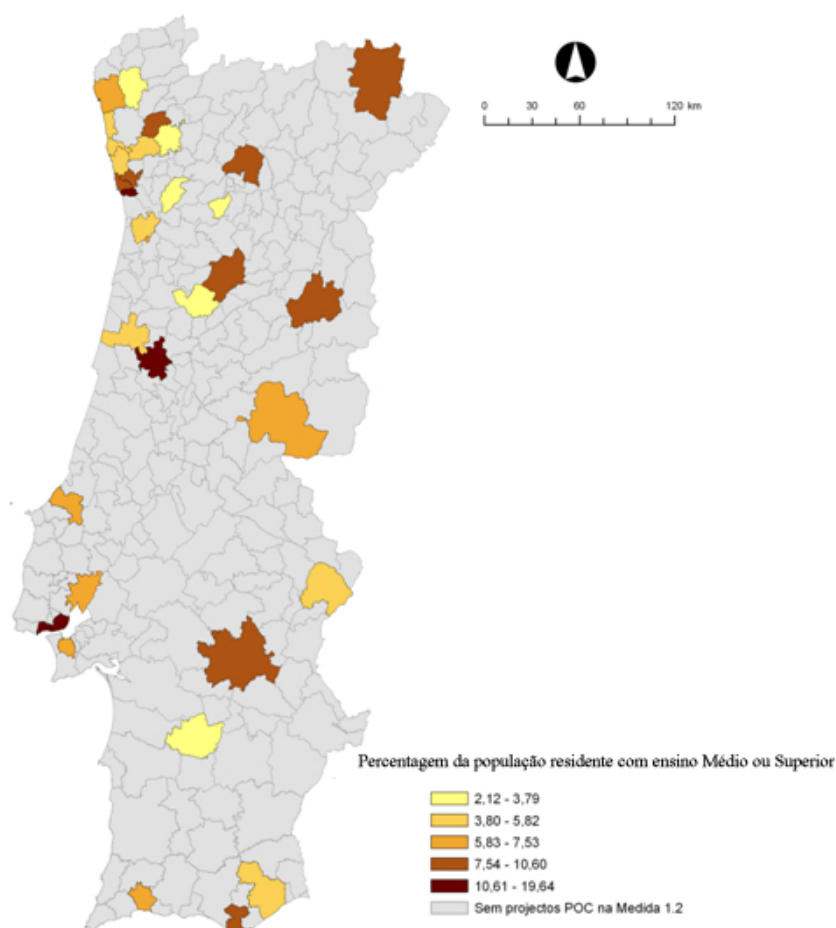 0 30 60 120 km
Percentagem da população residente com ensino Médio ou Superior
2,12 - 3,79
3,80 - 5,82
5,83 - 7,53
7,54 - 10,60
10,61 - 19,64
Sem projectos POC na Medida 1.2